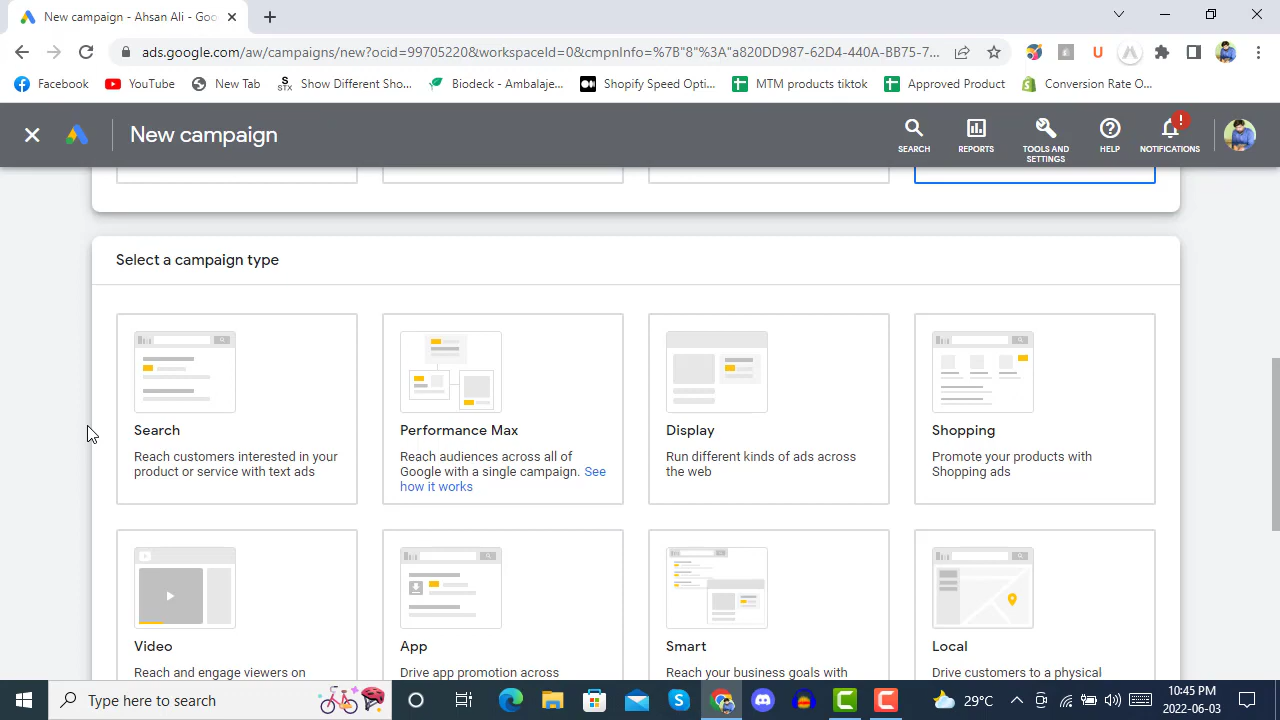 New campaign - Ahsan Ali - Goo
ads.google.com/aw/campaigns/new?ocid=99705220&workspaceId=0&cmpnInfo=%7B"8"%3A"a820DD987-62D4-440A-BB75-7...
Facebook
YouTube
New Tab
Show Different Sho...
Biodeck - Ambalaje...
Shopify Speed Opti...
MTM products tiktok
Approved Product
Conversion Rate O...
New campaign
SEARCH
REPORTS
TOOLS AND
SETTINGS
HELP
!
NOTIFICATIONS
Select a campaign type
Search
Reach customers interested in your
product or service with text ads
Performance Max
Reach audiences across all of
Google with a single campaign. See
how it works
Display
Run different kinds of ads across
the web
Shopping
Promote your products with
Shopping ads
Video
Reach and engage viewers on
App
Drive app promotion across
Smart
Reach your business goals with
Local
Drive customers to a physical
Type here to search
29°C
10:45 PM
2022-06-03